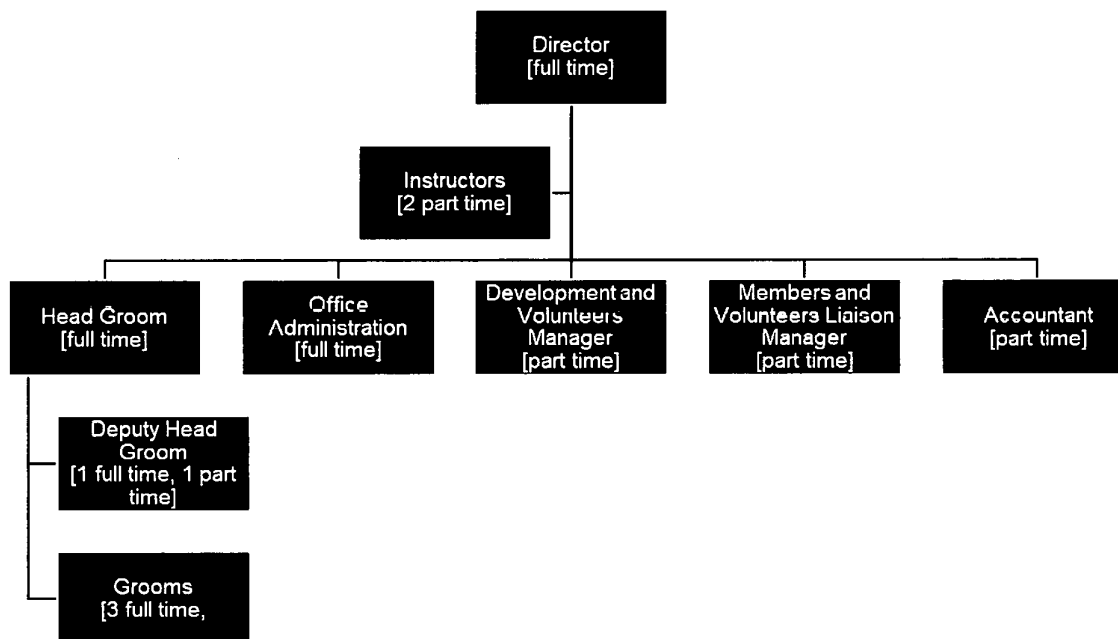 Director
[full time]
Instructors
[2 part time]
Head Groom
[full time]
Office
Administration
[full time]
Development and
Volunteers
Manager
[part time]
Members and
Volunteers Liaison
Manager
[part time]
Accountant
[part time]
Deputy Head
Groom
[1 full time, 1 part
time]
Grooms
[3 full time,